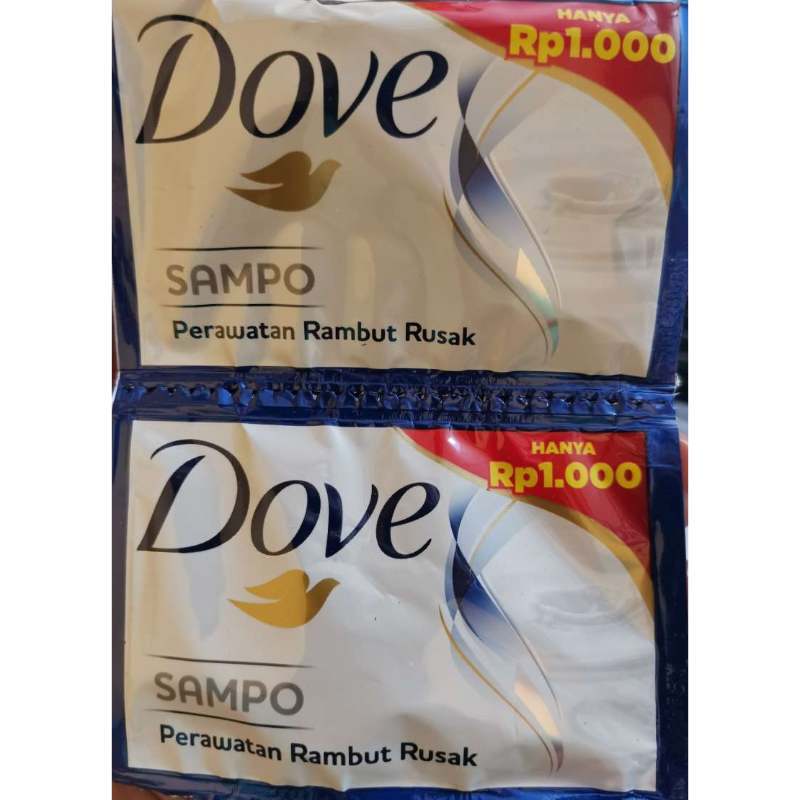 HANYA
Rp1.000
Dove
SAMPO
Perawatan Rambut Rusak
HANYA
Rp1.000
Dove
SAMPO
Perawatan Rambut Rusak